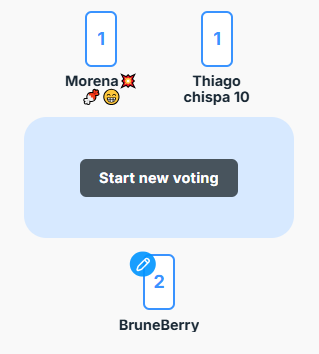 1
1
Morena💥
🍗😁
Thiago
chispa 10
Start new voting
2
BruneBerry